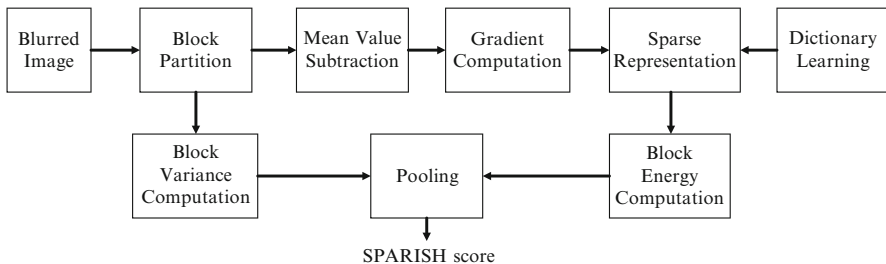 Blurred
Image
Block
Partition
Mean Value
Subtraction
Gradient
Computation
Sparse
Representation
Dictionary
Learning
Block
Variance
Computation
Pooling
Block
Energy
Computation
SPARISH score